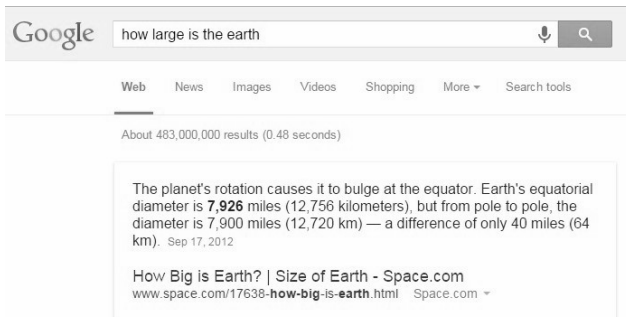 Google how large is the earth
Web News Images Videos Shopping More Search tools
About 483,000,000 results (0.48 seconds)
The planet's rotation causes it to bulge at the equator. Earth's equatorial
diameter is 7,926 miles (12,756 kilometers), but from pole to pole, the
diameter is 7,900 miles (12,720 km) — a difference of only 40 miles (64
km). Sep 17, 2012
How Big is Earth? | Size of Earth - Space.com
www.space.com/17638-how-big-is-earth.html Space.com